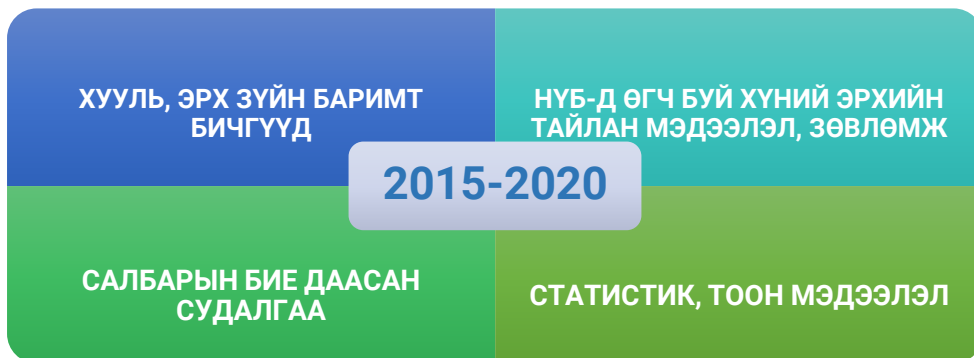 ХУУЛЬ, ЭРХ ЗҮЙН БАРИМТ
БИЧГҮҮД
НҮБ-Д ӨГЧ БУЙ ХҮНИЙ ЭРХИЙН
ТАЙЛАН МЭДЭЭЛЭЛ, ЗӨВЛӨМЖ
2015-2020
САЛБАРЫН БИЕ ДААСАН
СУДАЛГАА
СТАТИСТИК, ТООН МЭДЭЭЛЭЛ